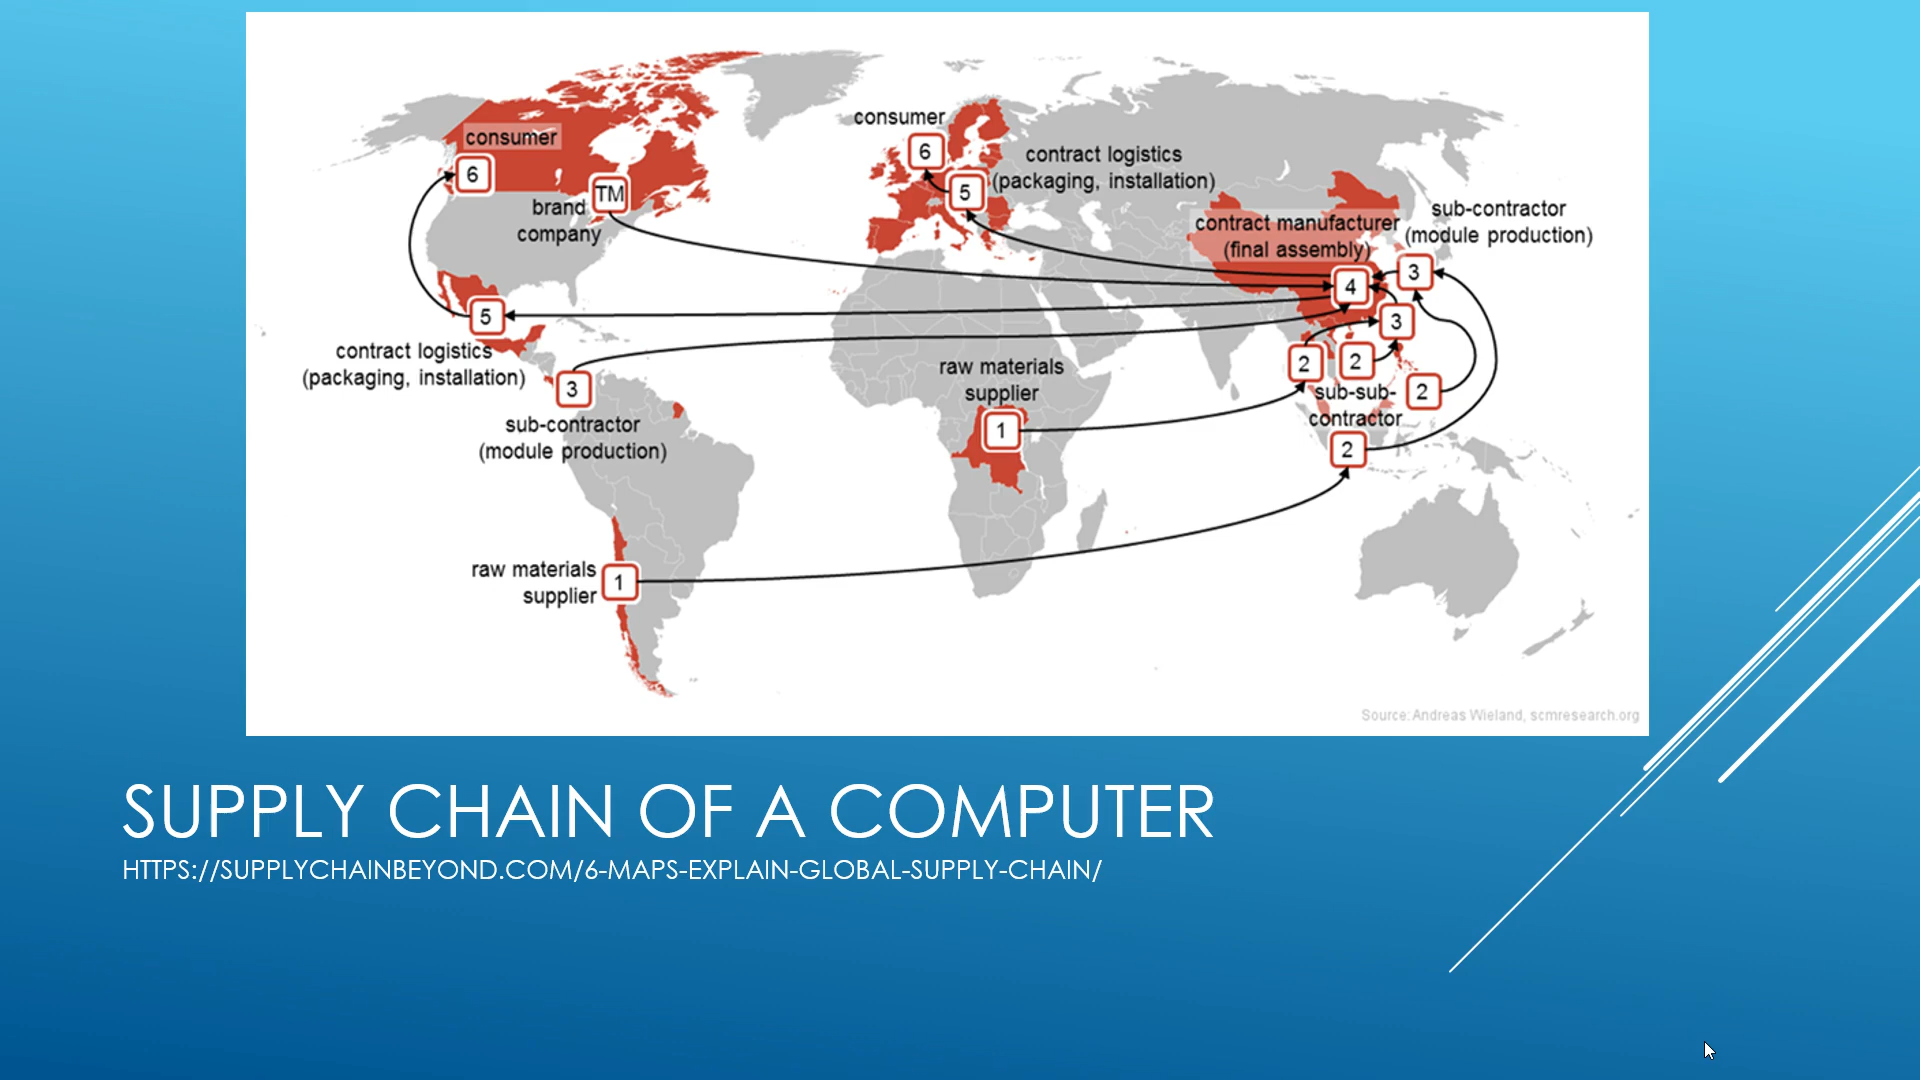 consumer
6
TM
brand
company
5
contract logistics
(packaging, installation)
3
sub-contractor
(module production)
raw materials
supplier
1
consumer
6
contract logistics
(packaging, installation)
5
raw materials
supplier
1
contract manufacturer
(final assembly)
4
sub-contractor
(module production)
3
3
2
2
2
sub-sub-
contractor
2
Source: Andreas Wieland, scmresearch.org
SUPPLY CHAIN OF A COMPUTER
HTTPS://SUPPLYCHAINBEYOND.COM/6-MAPS-EXPLAIN-GLOBAL-SUPPLY-CHAIN/